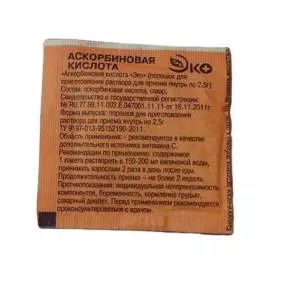 АСКОРБИНОВАЯ
КИСЛОТА
Эко+
«Аскорбиновая кислота «Эко» (порошок для
приготовления раствора для приема внутрь по 2,5г)
Состав: аскорбиновая кислота, сахар.
Свидетельство о государственной регистрации:
№ RU.77.99.11.003.Е.047001.11.11 от 16.11.2011г.
Форма выпуска: порошок для приготовления
раствора для приема внутрь по 2,5г
ТУ 9197-013-95152190-2011
Область применения: - рекомендуется в качестве
дополнительного источника витамина С.
Рекомендации по применению: содержимое
1 пакета растворить в 150-200 мл кипяченой воды,
принимать взрослым 2 раза в день после еды.
Продолжительность приема – не более 2 недель.
Противопоказания: индивидуальная непереносимость
компонентов, беременность, кормление грудью,
сахарный диабет. Перед применением рекомендуется
проконсультироваться с врачом.